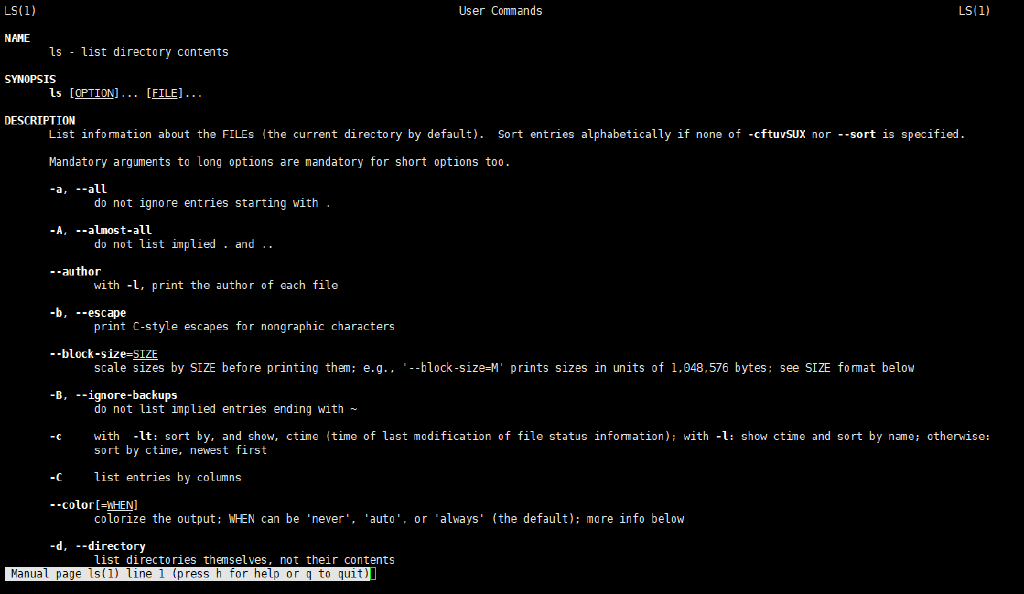 LS(1) User Commands LS(1)
NAME
ls - list directory contents
SYNOPSIS
ls [OPTION]... [FILE]...
DESCRIPTION
List information about the FILEs (the current directory by default).  Sort entries alphabetically if none of -cftuvSUX nor --sort is specified.
Mandatory arguments to long options are mandatory for short options too.
-a, --all
do not ignore entries starting with .
-A, --almost-all
do not list implied . and ..
--author
with -l, print the author of each file
-b, --escape
print C-style escapes for nongraphic characters
--block-size=SIZE
scale sizes by SIZE before printing them; e.g., '--block-size=M' prints sizes in units of 1,048,576 bytes; see SIZE format below
-B, --ignore-backups
do not list implied entries ending with ~
-c with  -lt: sort by, and show, ctime (time of last modification of file status information); with -l: show ctime and sort by name; otherwise:
sort by ctime, newest first
-C list entries by columns
--color[=WHEN]
colorize the output; WHEN can be 'never', 'auto', or 'always' (the default); more info below
-d, --directory
list directories themselves, not their contents
Manual page ls(1) line 1 (press h for help or q to quit)